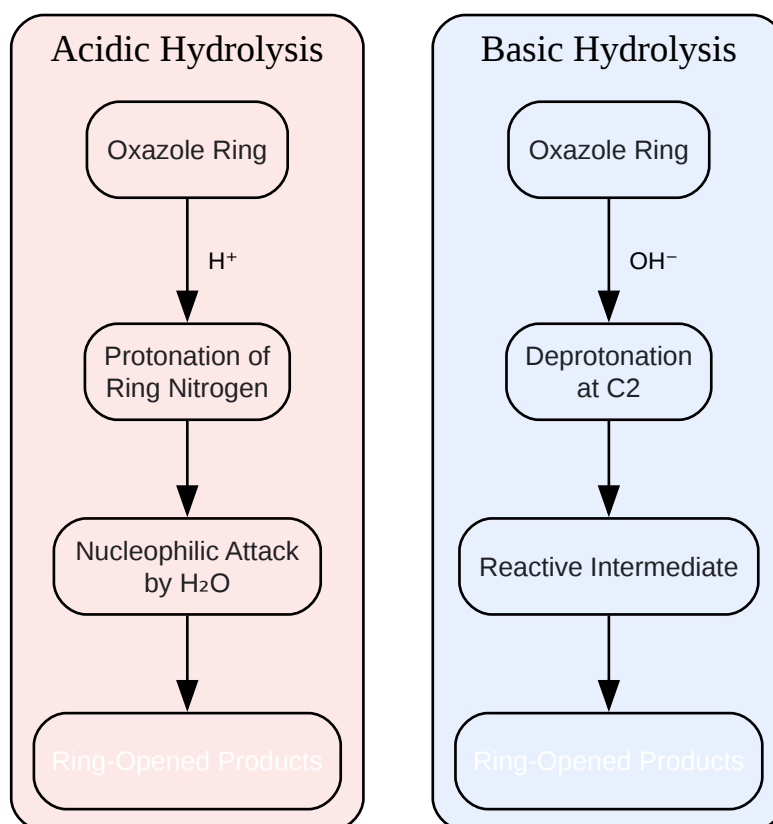 Acidic Hydrolysis
Oxazole Ring
H⁺
Protonation of
Ring Nitrogen
Nucleophilic Attack
by H₂O
Ring-Opened Products
Basic Hydrolysis
Oxazole Ring
OH⁻
Deprotonation
at C2
Reactive Intermediate
Ring-Opened Products